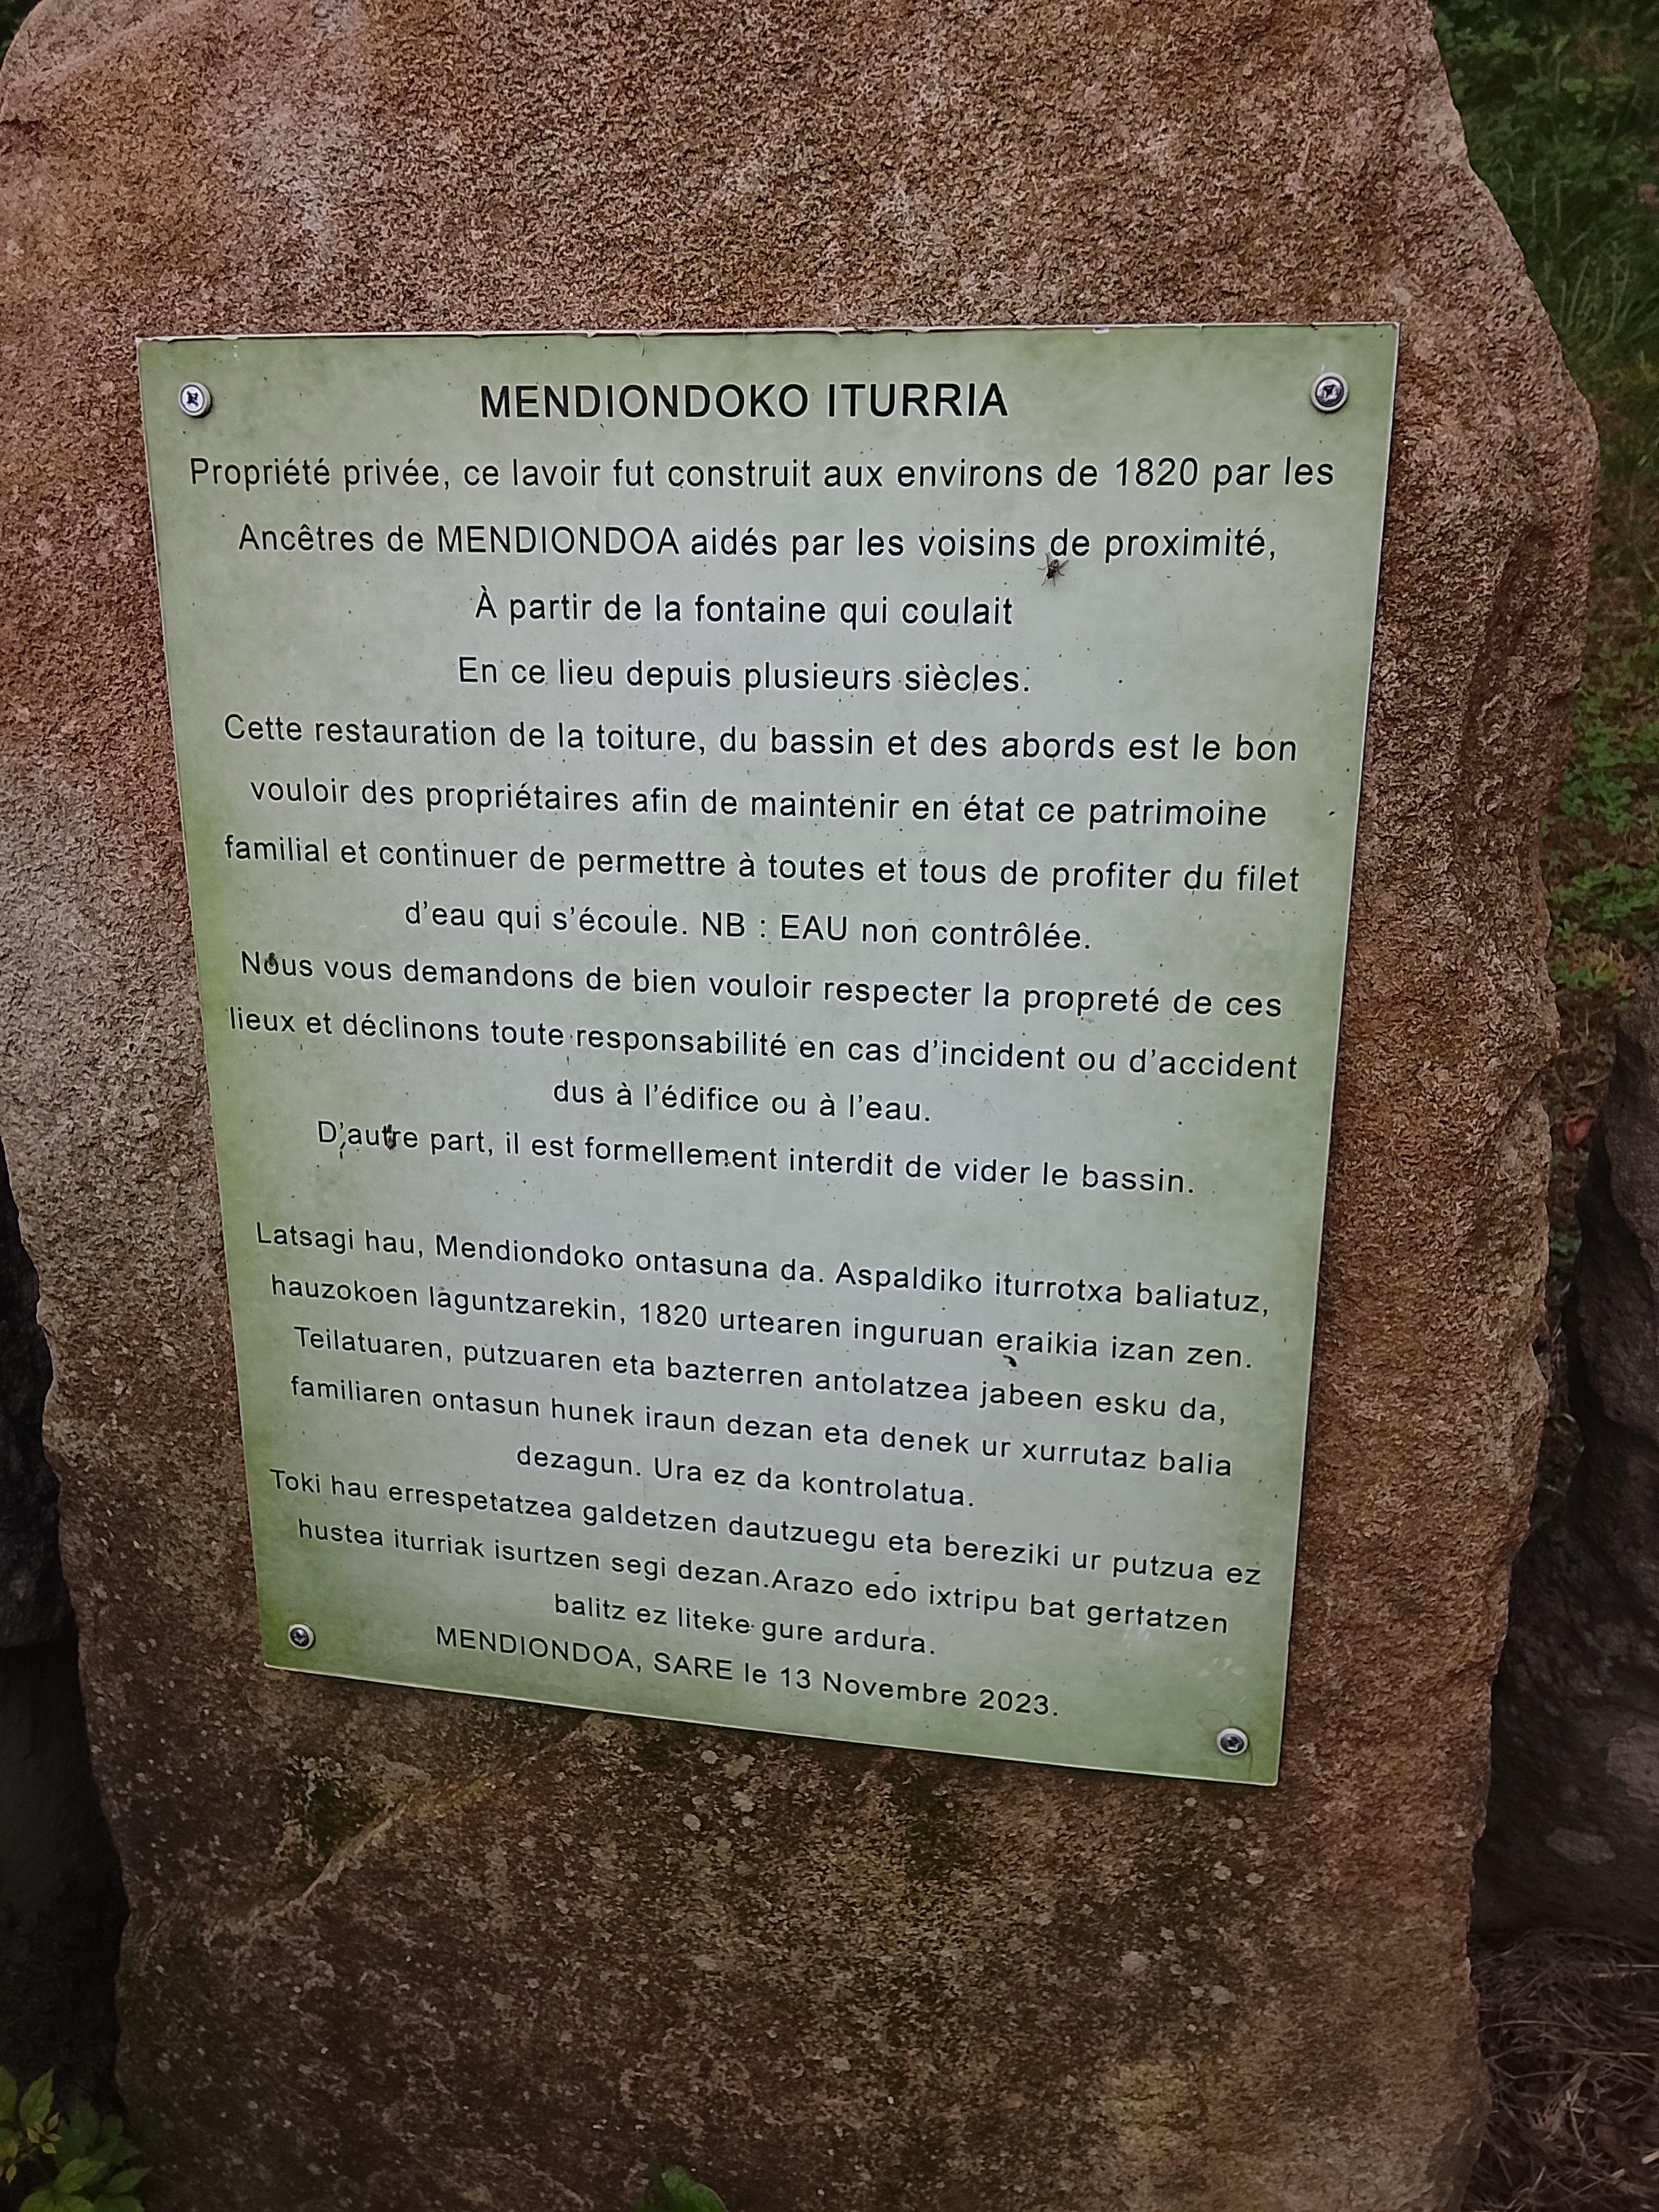 MENDIONDOKO ITURRIA
Propriété privée, ce lavoir fut construit aux environs de 1820 par les
Ancêtres de MENDIONDOA aidés par les voisins de proximité,
À partir de la fontaine qui coulait
En ce lieu depuis plusieurs siècles.
Cette restauration de la toiture, du bassin et des abords est le bon
vouloir des propriétaires afin de maintenir en état ce patrimoine
familial et continuer de permettre à toutes et tous de profiter du filet
d’eau qui s’écoule. NB : EAU non contrôlée.
Nous vous demandons de bien vouloir respecter la propreté de ces
lieux et déclinons toute responsabilité en cas d’incident ou d’accident
dus à l’édifice ou à l’eau.
D’autre part, il est formellement interdit de vider le bassin.
Latsagi hau, Mendiondoko ontasuna da. Aspaldiko iturrotxa baliatuz,
hauzokoen laguntzarekin, 1820 urtearen inguruan eraikia izan zen.
Teilatuaren, putzuaren eta bazterren antolatzea jabeen esku da,
familiaren ontasun hunek iraun dezan eta denek ur xurrutaz balia
dezagun. Ura ez da kontrolatua.
Toki hau errespetatzea galdetzen dautzuegu eta bereziki ur putzua ez
hustea iturriak isurtzen segi dezan.Arazo edo ixtripu bat gertatzen
balitz ez liteke gure ardura.
MENDIONDOA, SARE le 13 Novembre 2023.